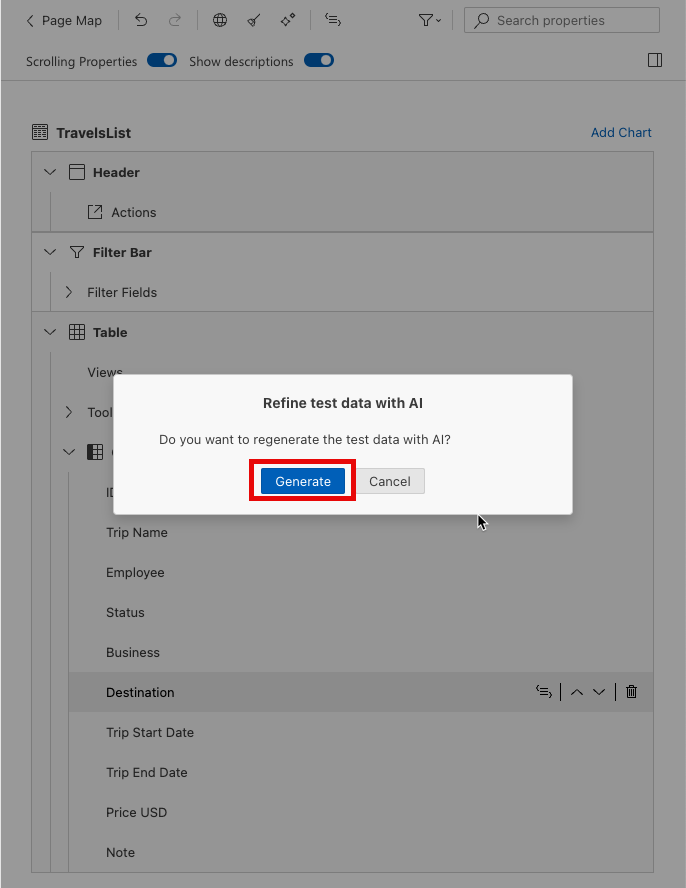 Page Map
Search properties
Scrolling Properties
Show descriptions
TravelsList
Add Chart
Header
Actions
Filter Bar
Filter Fields
Table
Views
Tool
Refine test data with AI
Do you want to regenerate the test data with AI?
Generate
Cancel
Trip Name
Employee
Status
Business
Destination
Trip Start Date
Trip End Date
Price USD
Note